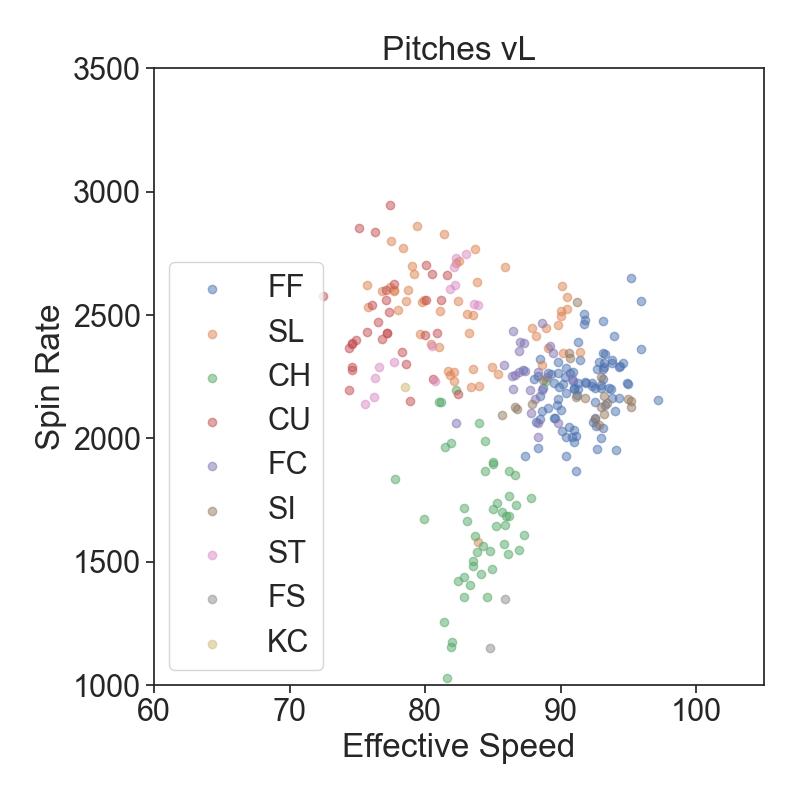 Pitches vL
3500
3000
2500
2000
1500
1000
Spin Rate
FF
SL
CH
CU
FC
SI
ST
FS
KC
60 70 80 90 100
Effective Speed